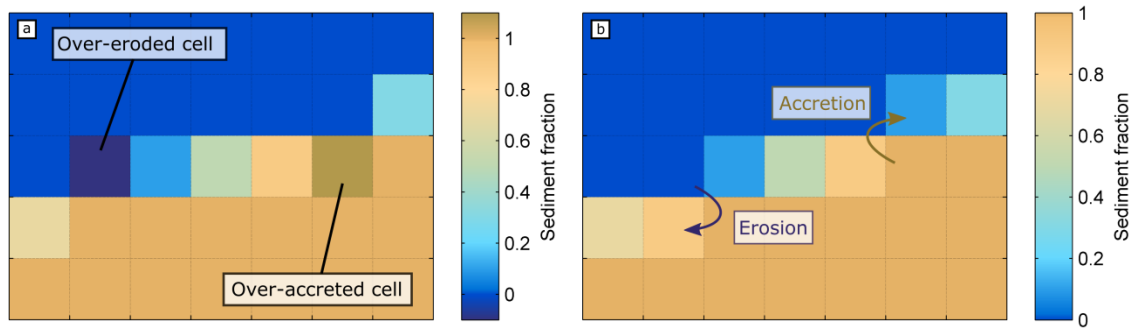 a
Over-eroded cell
Over-accreted cell
1
0.8
0.6
0.4
0.2
0
Sediment fraction
b
Accretion
Erosion
1
0.8
0.6
0.4
0.2
0
Sediment fraction